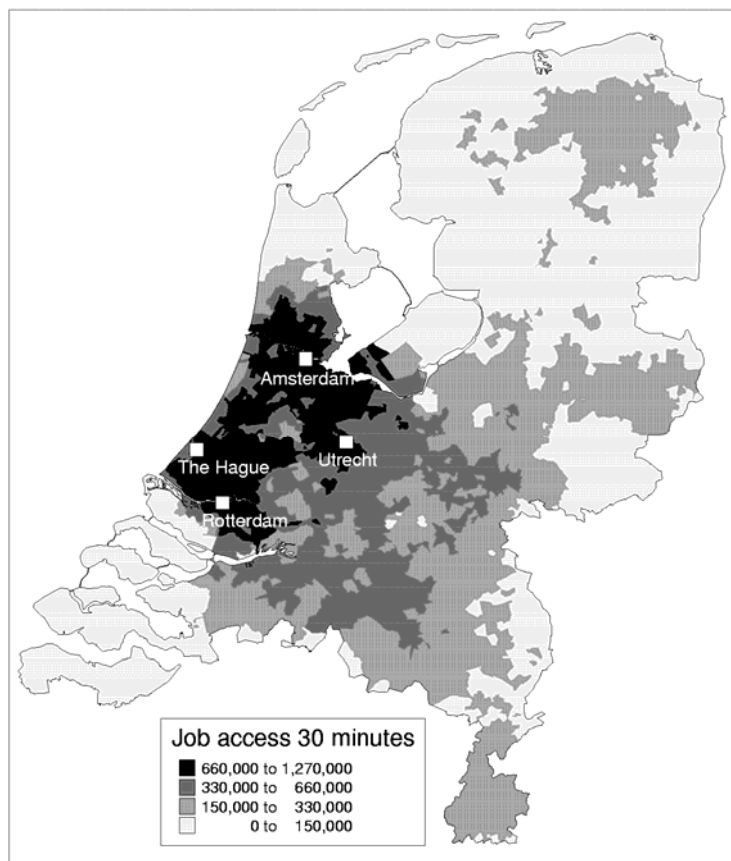 Amsterdam
Utrecht
The Hague
Rotterdam
Job access 30 minutes
660,000 to 1,270,000
330,000 to 660,000
150,000 to 330,000
0 to 150,000